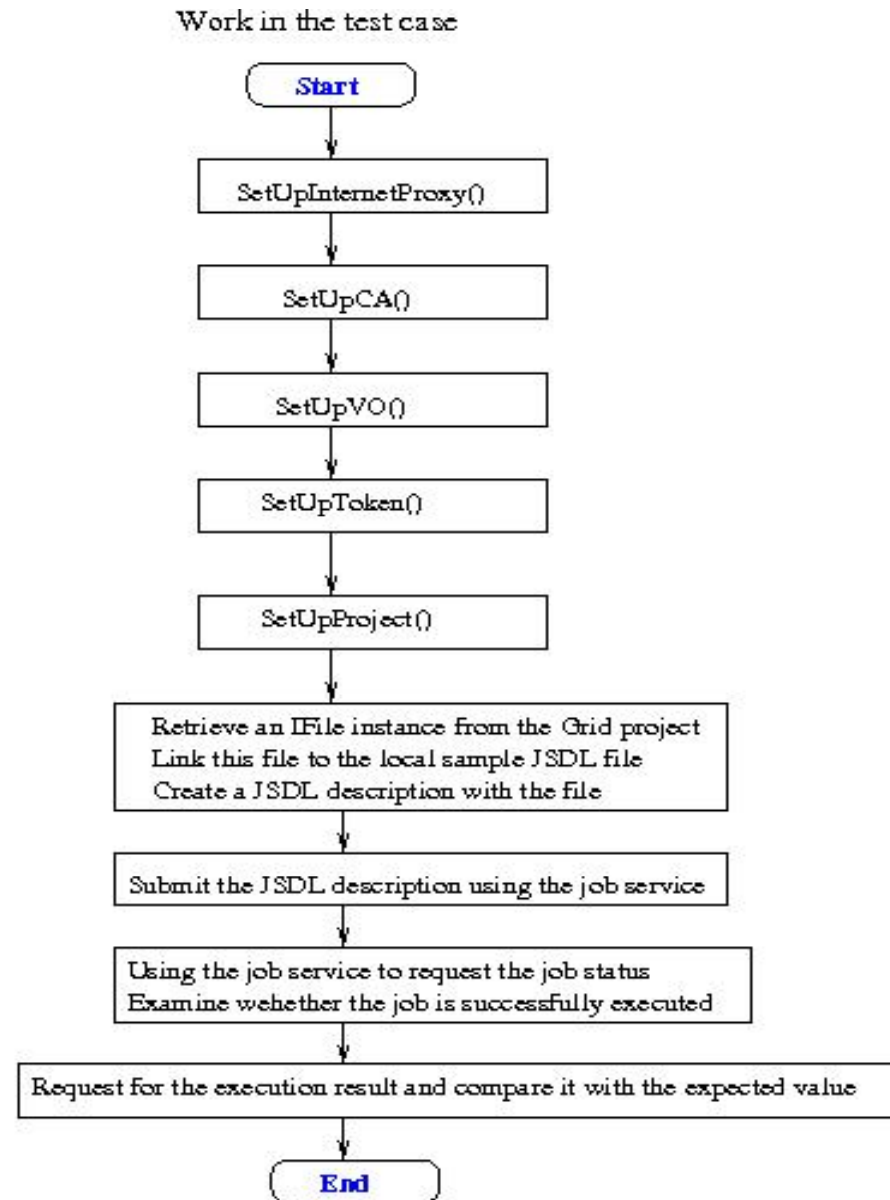 Work in the test case
Start
SetUpInternetProxy()
SetUpCA()
SetUpVO()
SetUpToken()
SetUpProject()
Retrieve an IFile instance from the Grid project
Link this file to the local sample JSDL file
Create a JSDL description with the file
Submit the JSDL description using the job service
Using the job service to request the job status
Examine wehether the job is successfully executed
Request for the execution result and compare it with the expected value
End